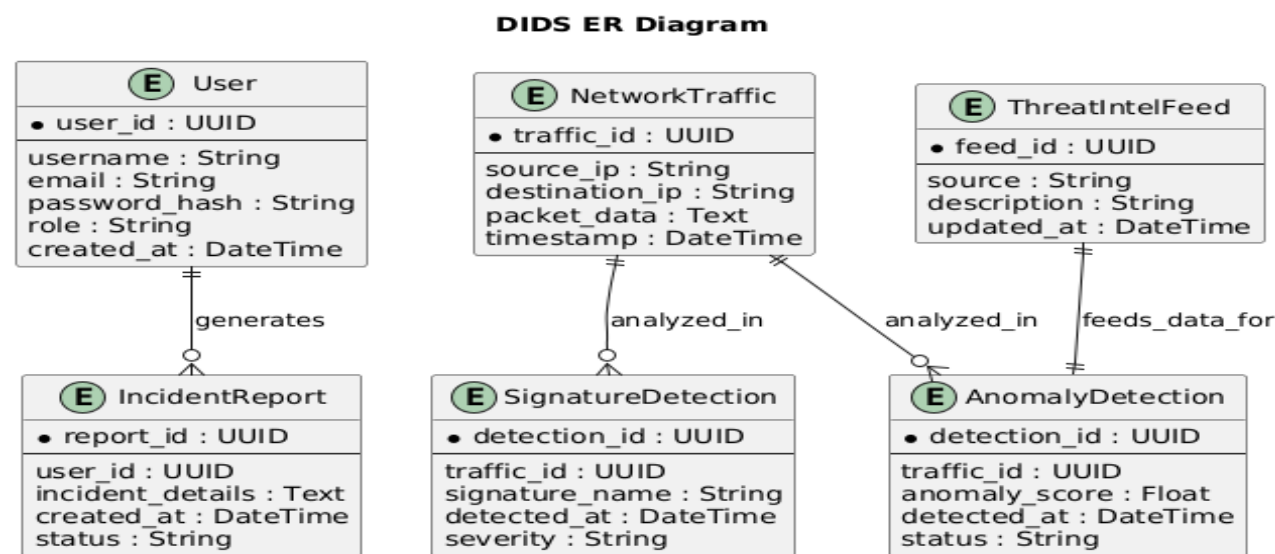 DIDS ER Diagram
E User
user_id : UUID
username : String
email : String
password_hash : String
role : String
created_at : DateTime
E NetworkTraffic
traffic_id : UUID
source_ip : String
destination_ip : String
packet_data : Text
timestamp : DateTime
E ThreatIntelFeed
feed_id : UUID
source : String
description : String
updated_at : DateTime
generates
analyzed_in
analyzed_in
feeds_data_for
E IncidentReport
report_id : UUID
user_id : UUID
incident_details : Text
created_at : DateTime
status : String
E SignatureDetection
detection_id : UUID
traffic_id : UUID
signature_name : String
detected_at : DateTime
severity : String
E AnomalyDetection
detection_id : UUID
traffic_id : UUID
anomaly_score : Float
detected_at : DateTime
status : String